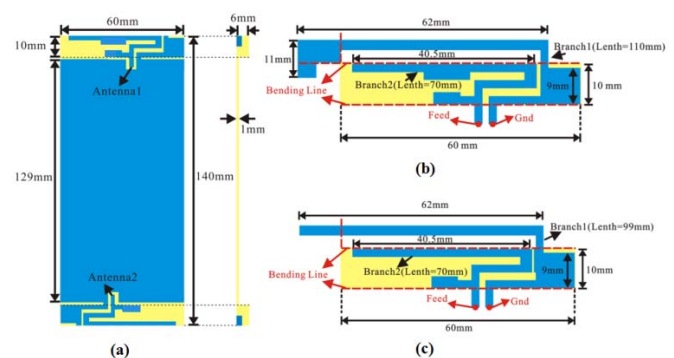 60mm
6mm
10mm
Antenna1
129mm
1mm
140mm
Antenna2
(a)
62mm
Branch1(Lenth=110mm)
40.5mm
11mm
Branch2(Lenth=70mm)
9mm
10 mm
Bending Line
Feed
Gnd
60 mm
(b)
62mm
Branch1(Lenth=99mm)
40.5mm
Bending Line
Branch2(Lenth=70mm)
9mm
10mm
Feed
Gnd
60mm
(c)